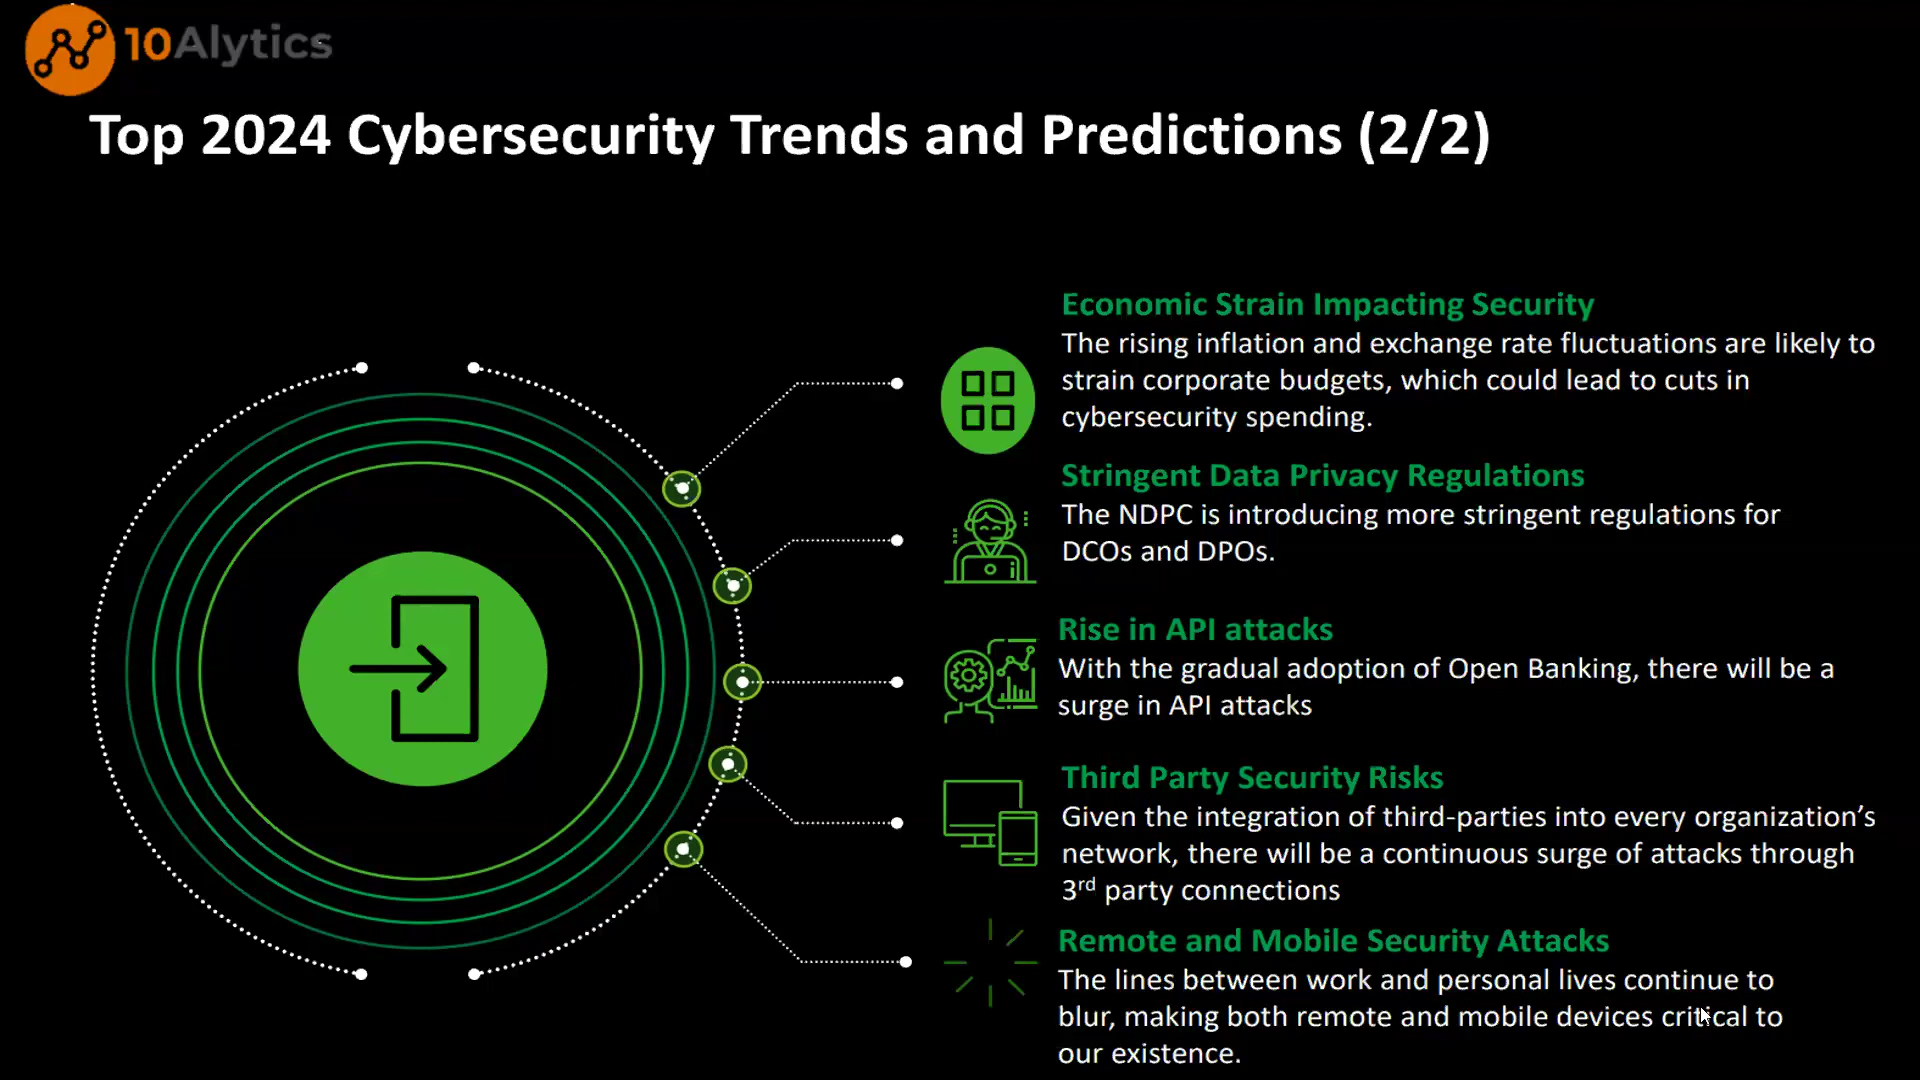 10Alytics
Top 2024 Cybersecurity Trends and Predictions (2/2)
Economic Strain Impacting Security
The rising inflation and exchange rate fluctuations are likely to
strain corporate budgets, which could lead to cuts in
cybersecurity spending.
Stringent Data Privacy Regulations
The NDPC is introducing more stringent regulations for
DCOs and DPOs.
Rise in API attacks
With the gradual adoption of Open Banking, there will be a
surge in API attacks
Third Party Security Risks
Given the integration of third-parties into every organization’s
network, there will be a continuous surge of attacks through
3rd party connections
Remote and Mobile Security Attacks
The lines between work and personal lives continue to
blur, making both remote and mobile devices critical to
our existence.